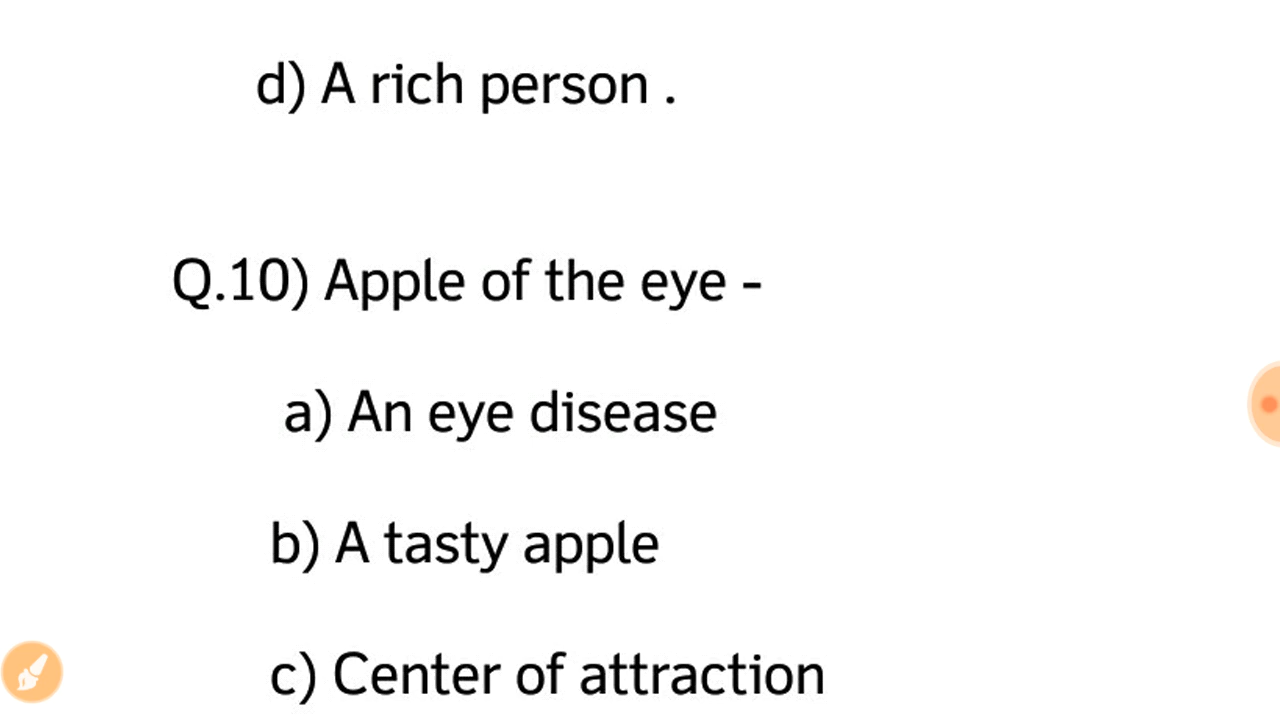 d) A rich person .
Q.10) Apple of the eye -
a) An eye disease
b) A tasty apple
c) Center of attraction